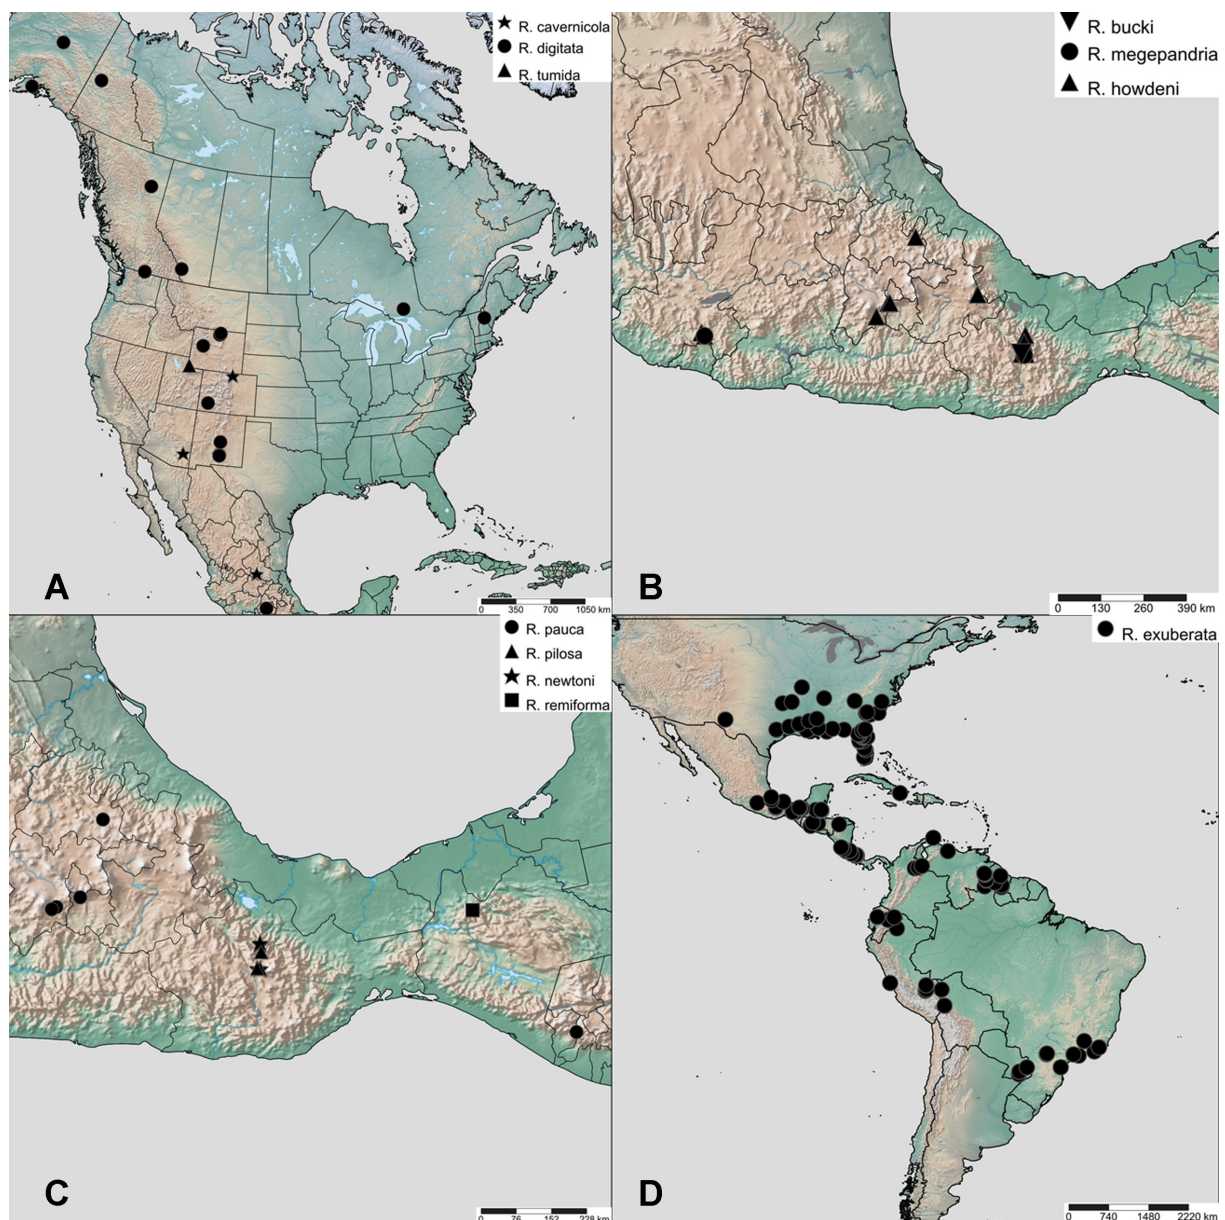 R. cavernicola
R. digitata
R. tumida
A
0 350 700 1050 km
R. bucki
R. megepandria
R. howdeni
B
0 130 260 390 km
R. pauca
R. pilosa
R. newtoni
R. remiforma
C
0 76 152 228 km
R. exuberata
D
0 740 1480 2220 km